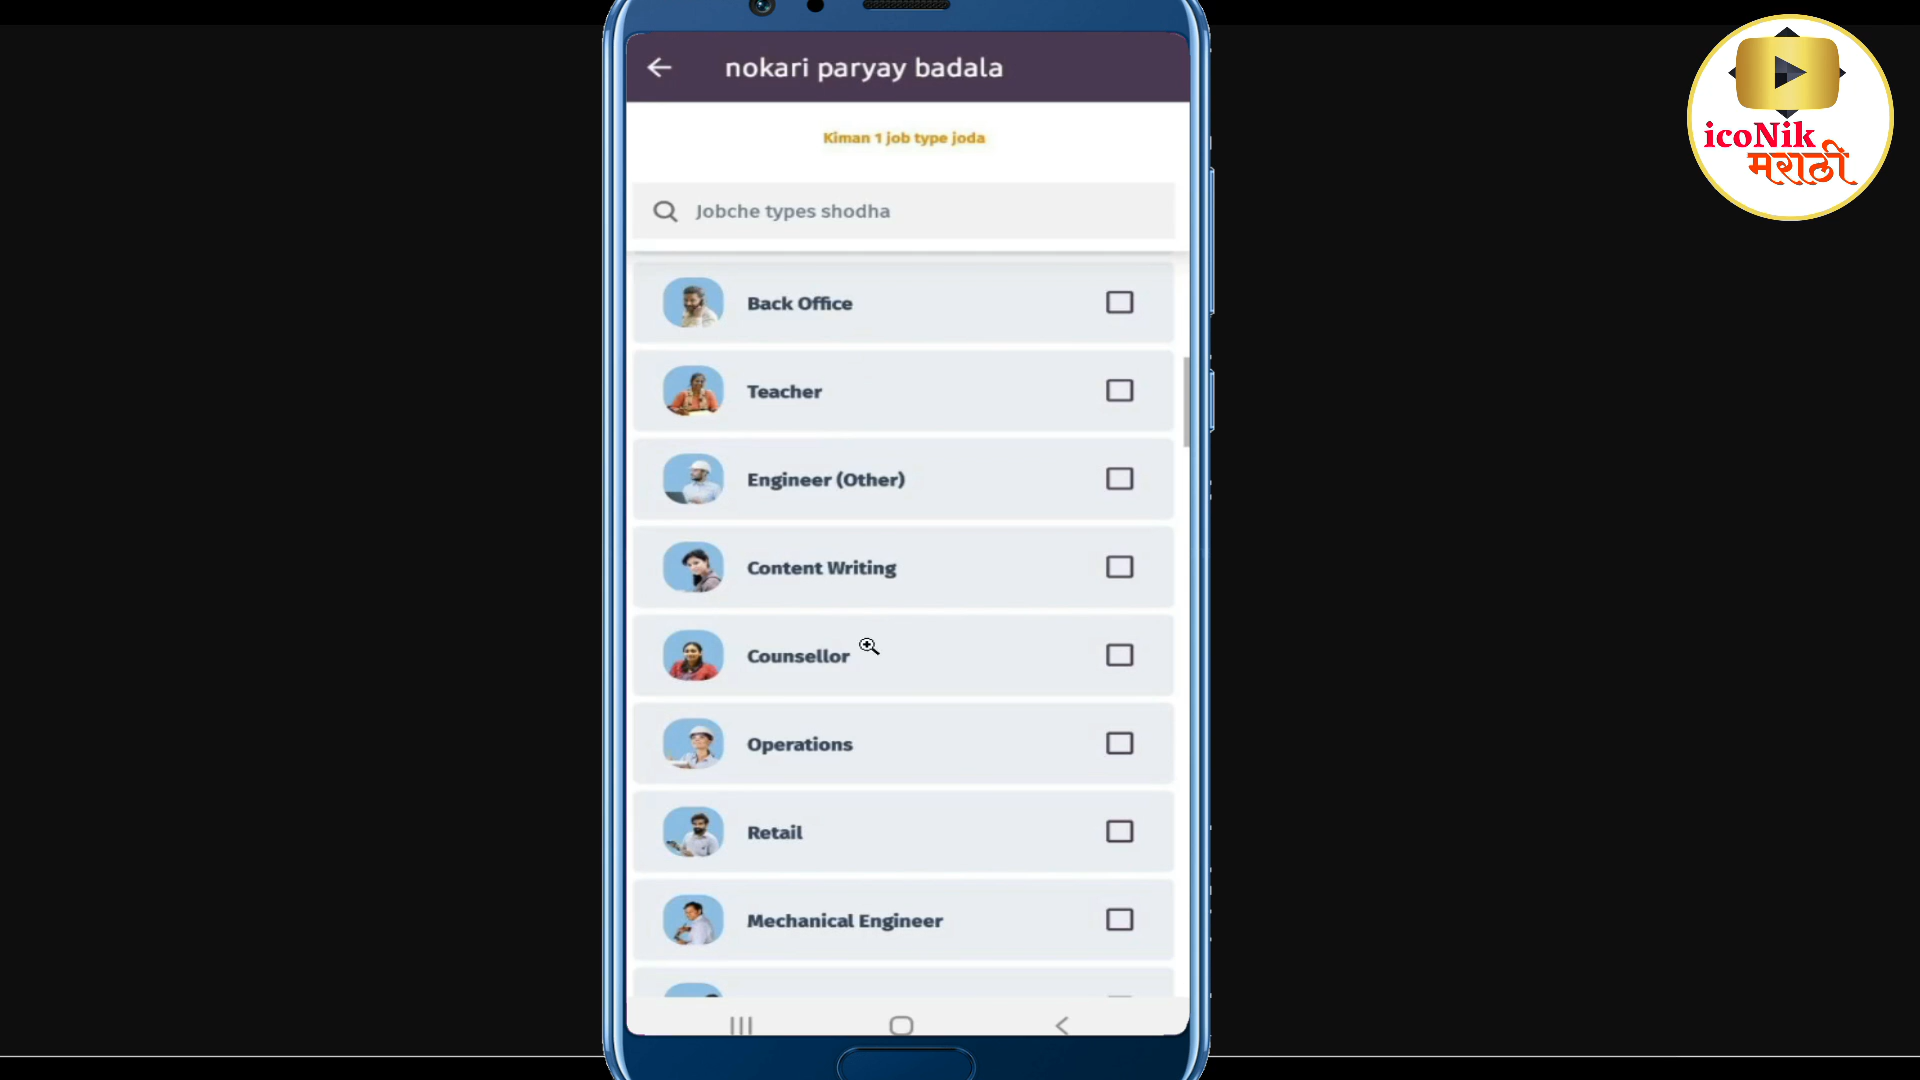 nokari paryay badala
Kiman 1 job type joda
Jobche types shodha
Back Office
Teacher
Engineer (Other)
Content Writing
Counsellor
Operations
Retail
Mechanical Engineer
icoNik
मराठी